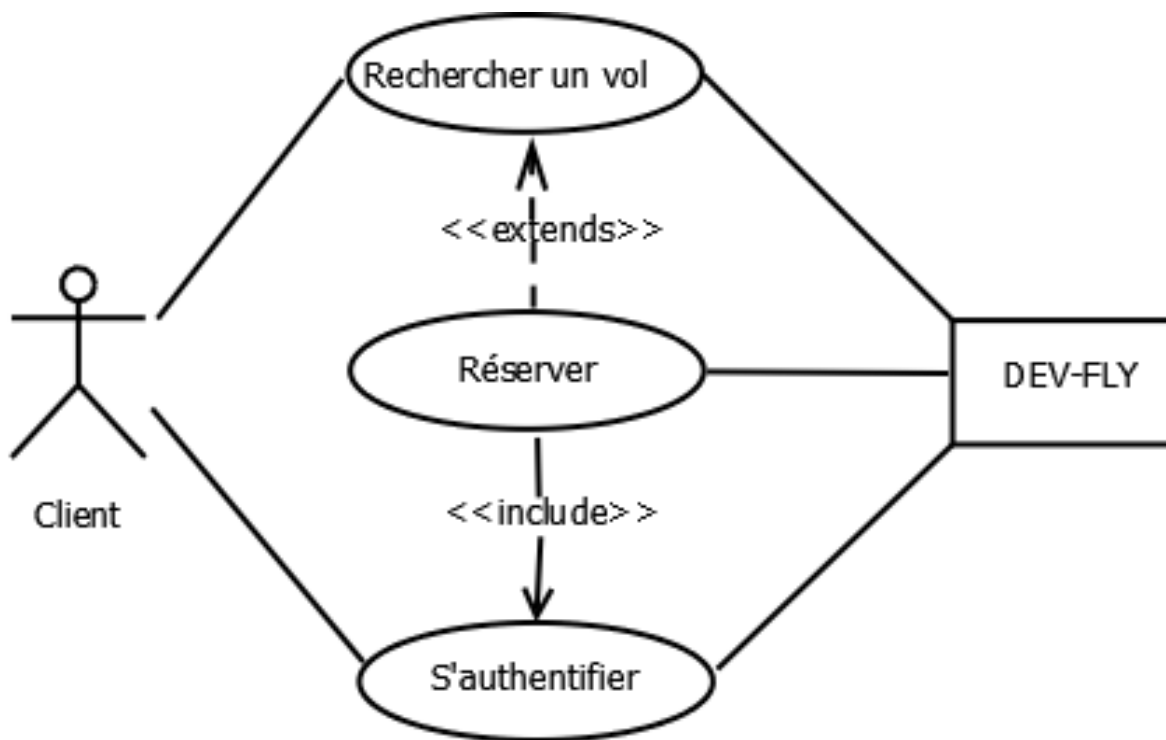 Rechercher un vol
<<extends>>
Réserver
DEV-FLY
<<include>>
Client
S'authentifier